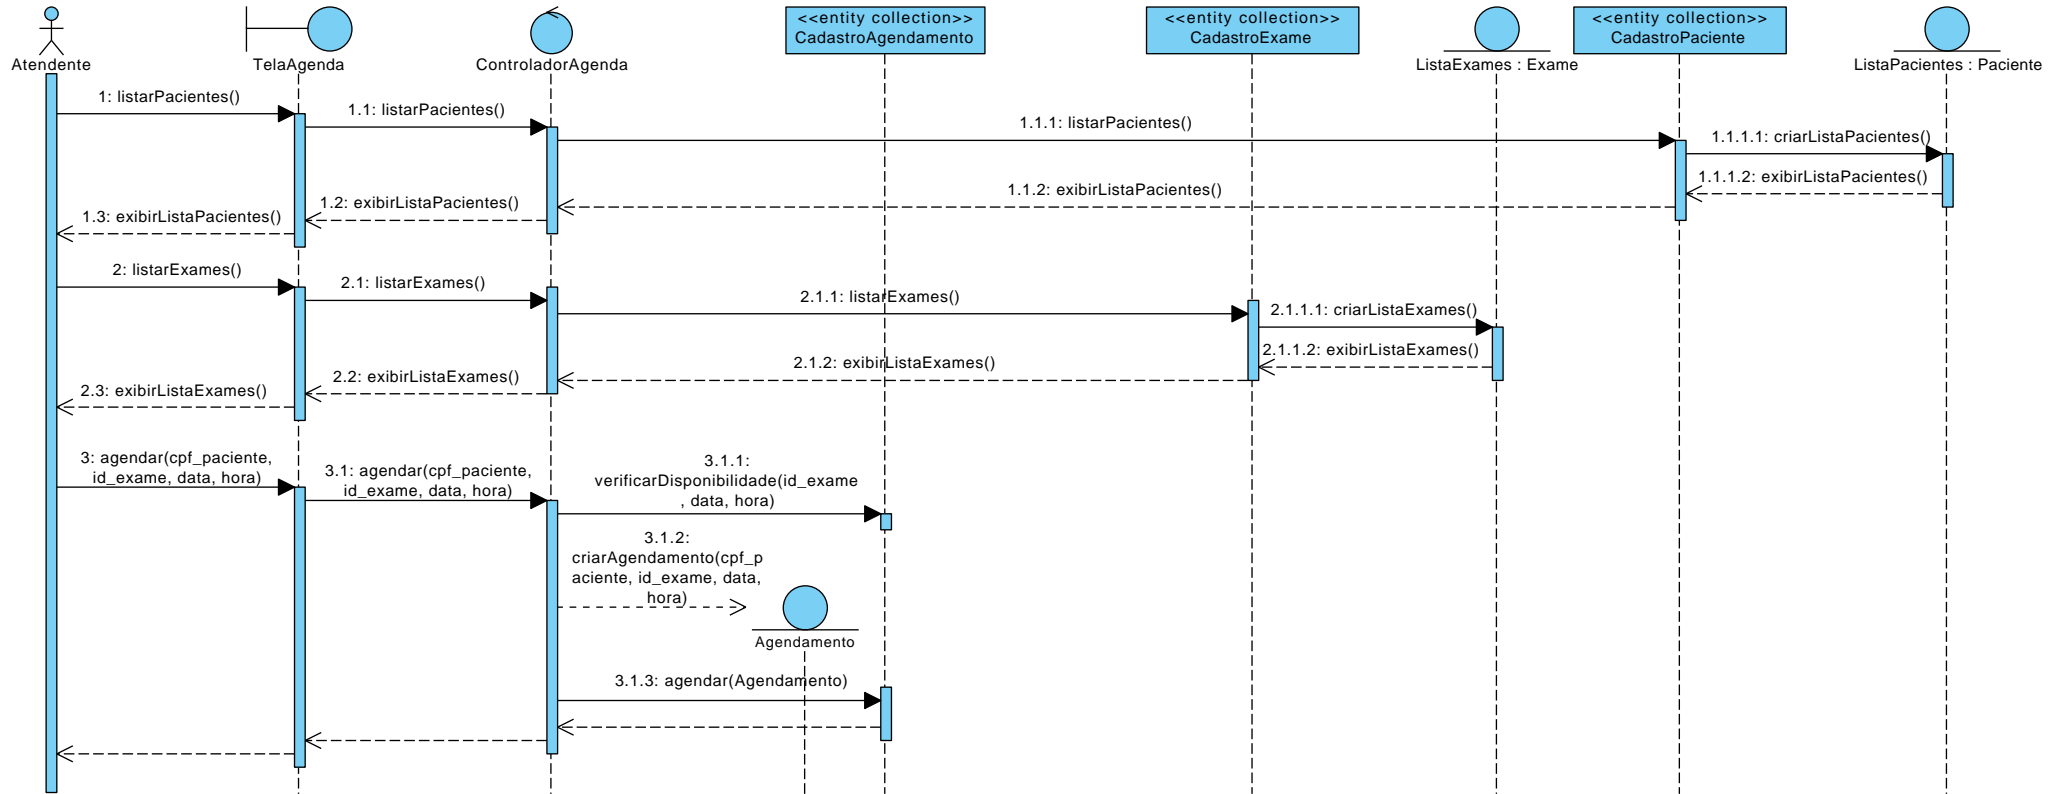 <<entity collection>>
CadastroAgendamento
<<entity collection>>
CadastroExame
<<entity collection>>
CadastroPaciente
Atendente
TelaAgenda
ControladorAgenda
ListaExames : Exame
ListaPacientes : Paciente
1: listarPacientes()
1.1: listarPacientes()
1.1.1: listarPacientes()
1.1.1.1: criarListaPacientes()
1.1.1.2: exibirListaPacientes()
1.1.2: exibirListaPacientes()
1.2: exibirListaPacientes()
1.3: exibirListaPacientes()
2: listarExames()
2.1: listarExames()
2.1.1: listarExames()
2.1.1.1: criarListaExames()
2.1.1.2: exibirListaExames()
2.1.2: exibirListaExames()
2.2: exibirListaExames()
2.3: exibirListaExames()
3: agendar(cpf_paciente,
id_exame, data, hora)
3.1: agendar(cpf_paciente,
id_exame, data, hora)
3.1.1:
verificarDisponibilidade(id_exame
, data, hora)
3.1.2:
criarAgendamento(cpf_p
aciente, id_exame, data,
hora)
Agendamento
3.1.3: agendar(Agendamento)